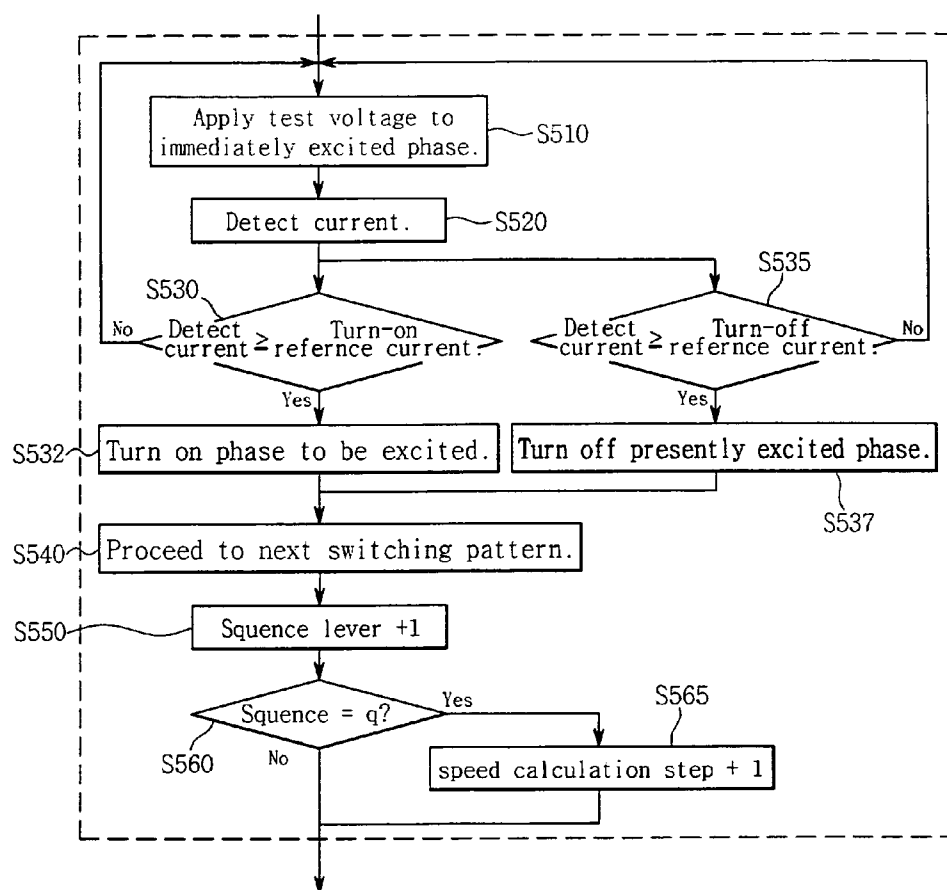 Apply test voltage to
immediately excited phase.
S510
Detect current.
S520
S530
S535
No
Detect
current
≥
Turn-on
refernce current.
Detect
current
≥
Turn-off
refernce current.
No
Yes
Yes
S532
Turn on phase to be excited.
Turn off presently excited phase.
S537
S540
Proceed to next switching pattern.
S550
Squence lever +1
Squence = q?
Yes
S560
No
S565
speed calculation step + 1